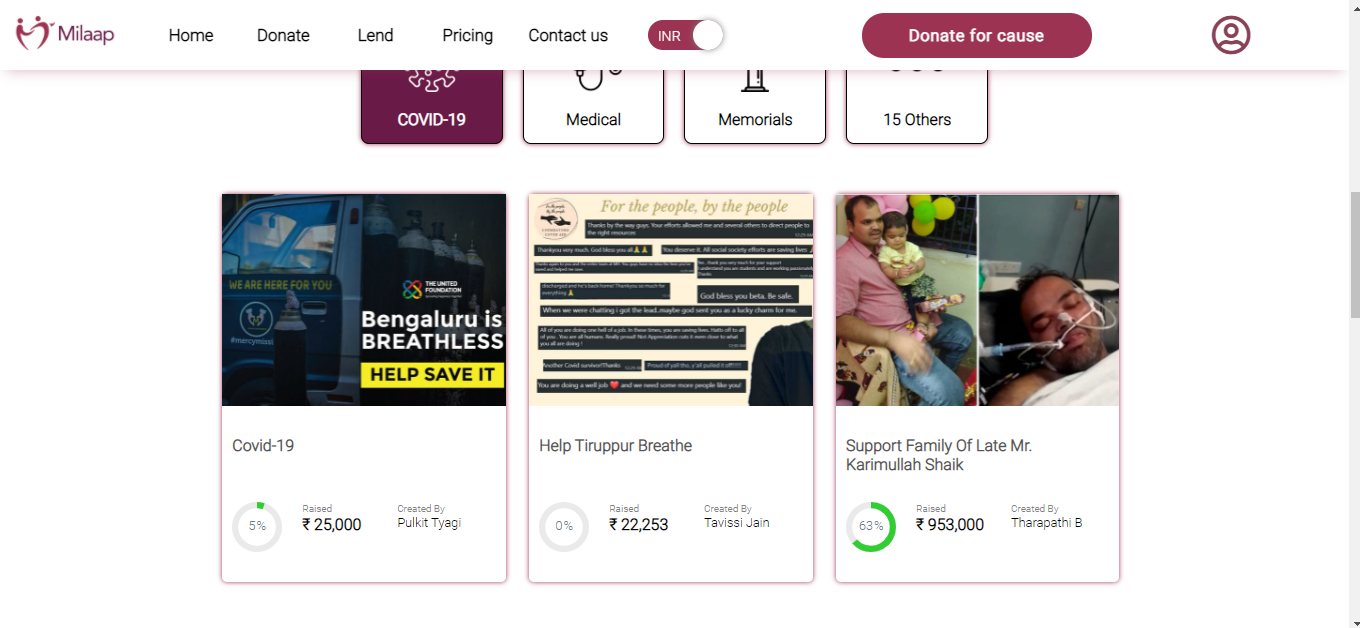 Milaap
Home
Donate
Lend
Pricing
Contact us
INR
Donate for cause
COVID-19
Medical
Memorials
15 Others
WE ARE HERE FOR YOU
#mercymissi
THE UNITED
FOUNDATION
Bengaluru is
BREATHLESS
HELP SAVE IT
For the people, by the people
Thanks by the way guys. Your efforts allowed me and several others to direct people to
the right resources
Thankyou very much. God bless you all🙏🙏
You deserve it. All social society efforts are saving lives
discharged and he's back home! Thankyou so much for
everything 🙏
God bless you beta. Be safe.
When we were chatting i got the lead..maybe god sent you as a lucky charm for me.
All of you are doing one hell of a job. In these times, you are saving lives. Hatts off to all
of you . You are all humans. Really proud! Not Appreciation cuts it even close to what
you all are doing !
Another Covid survivor!Thanks
Proud of yall tho, y'all pulled it off!!!!!
You are doing a well job ❤️ and we need some more people like you!
Covid-19
5%
Raised
₹ 25,000
Created By
Pulkit Tyagi
Help Tiruppur Breathe
0%
Raised
₹ 22,253
Created By
Tavissi Jain
Support Family Of Late Mr.
Karimullah Shaik
63%
Raised
₹ 953,000
Created By
Tharapathi B